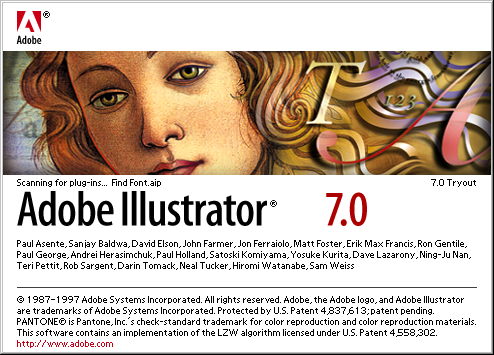 Adobe®
T
123
Scanning for plug-ins... Find Font.aip 7.0 Tryout
Adobe Illustrator® 7.0
Paul Asente, Sanjay Baldwa, David Elson, John Farmer, Jon Ferraiolo, Matt Foster, Erik Max Francis, Ron Gentile,
Paul George, Andrei Herasimchuk, Paul Holland, Satoski Komiyama, Yosuke Kurita, Dave Lazarony, Ning-Ju Nan,
Teri Pettit, Rob Sargent, Darin Tomack, Neal Tucker, Hiromi Watanabe, Sam Weiss
© 1987-1997 Adobe Systems Incorporated. All rights reserved. Adobe, the Adobe logo, and Adobe Illustrator
are trademarks of Adobe Systems Incorporated. Protected by U.S. Patent 4,837,613; patent pending.
PANTONE® is Pantone, Inc.´s check-standard trademark for color reproduction and color reproduction materials.
This software contains an implementation of the LZW algorithm licensed under U.S. Patent 4,558,302.
http://www.adobe.com